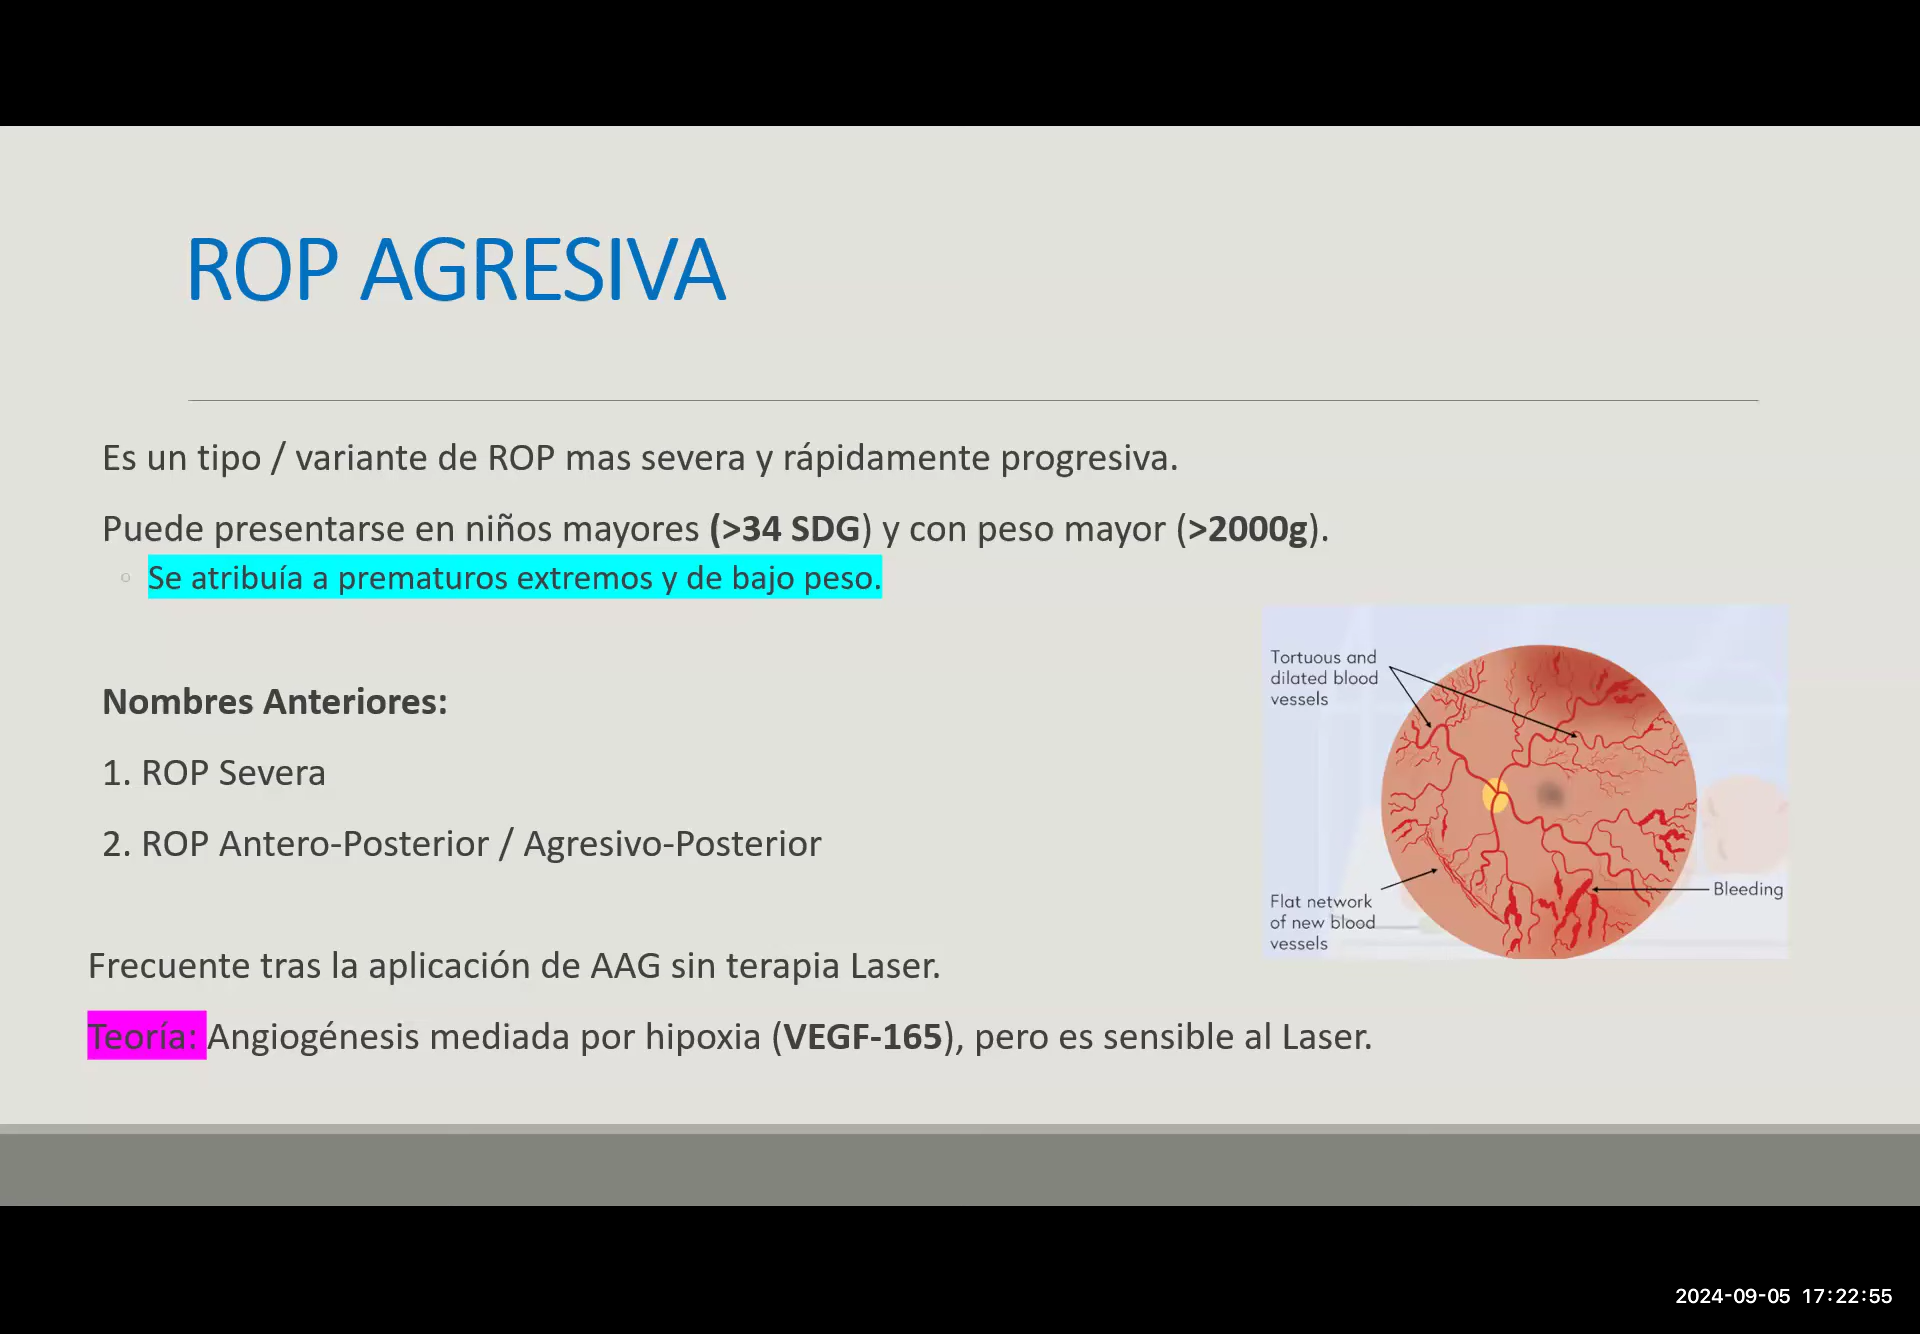 ROP AGRESIVA
Es un tipo / variante de ROP mas severa y rápidamente progresiva.
Puede presentarse en niños mayores (>34 SDG) y con peso mayor (>2000g).
Se atribuía a prematuros extremos y de bajo peso.
Nombres Anteriores:
1. ROP Severa
2. ROP Antero-Posterior / Agresivo-Posterior
Frecuente tras la aplicación de AAG sin terapia Laser.
Teoría: Angiogénesis mediada por hipoxia (VEGF-165), pero es sensible al Laser.
Tortuous and
dilated blood
vessels
Flat network
of new blood
vessels
Bleeding
2024-09-05 17:22:55